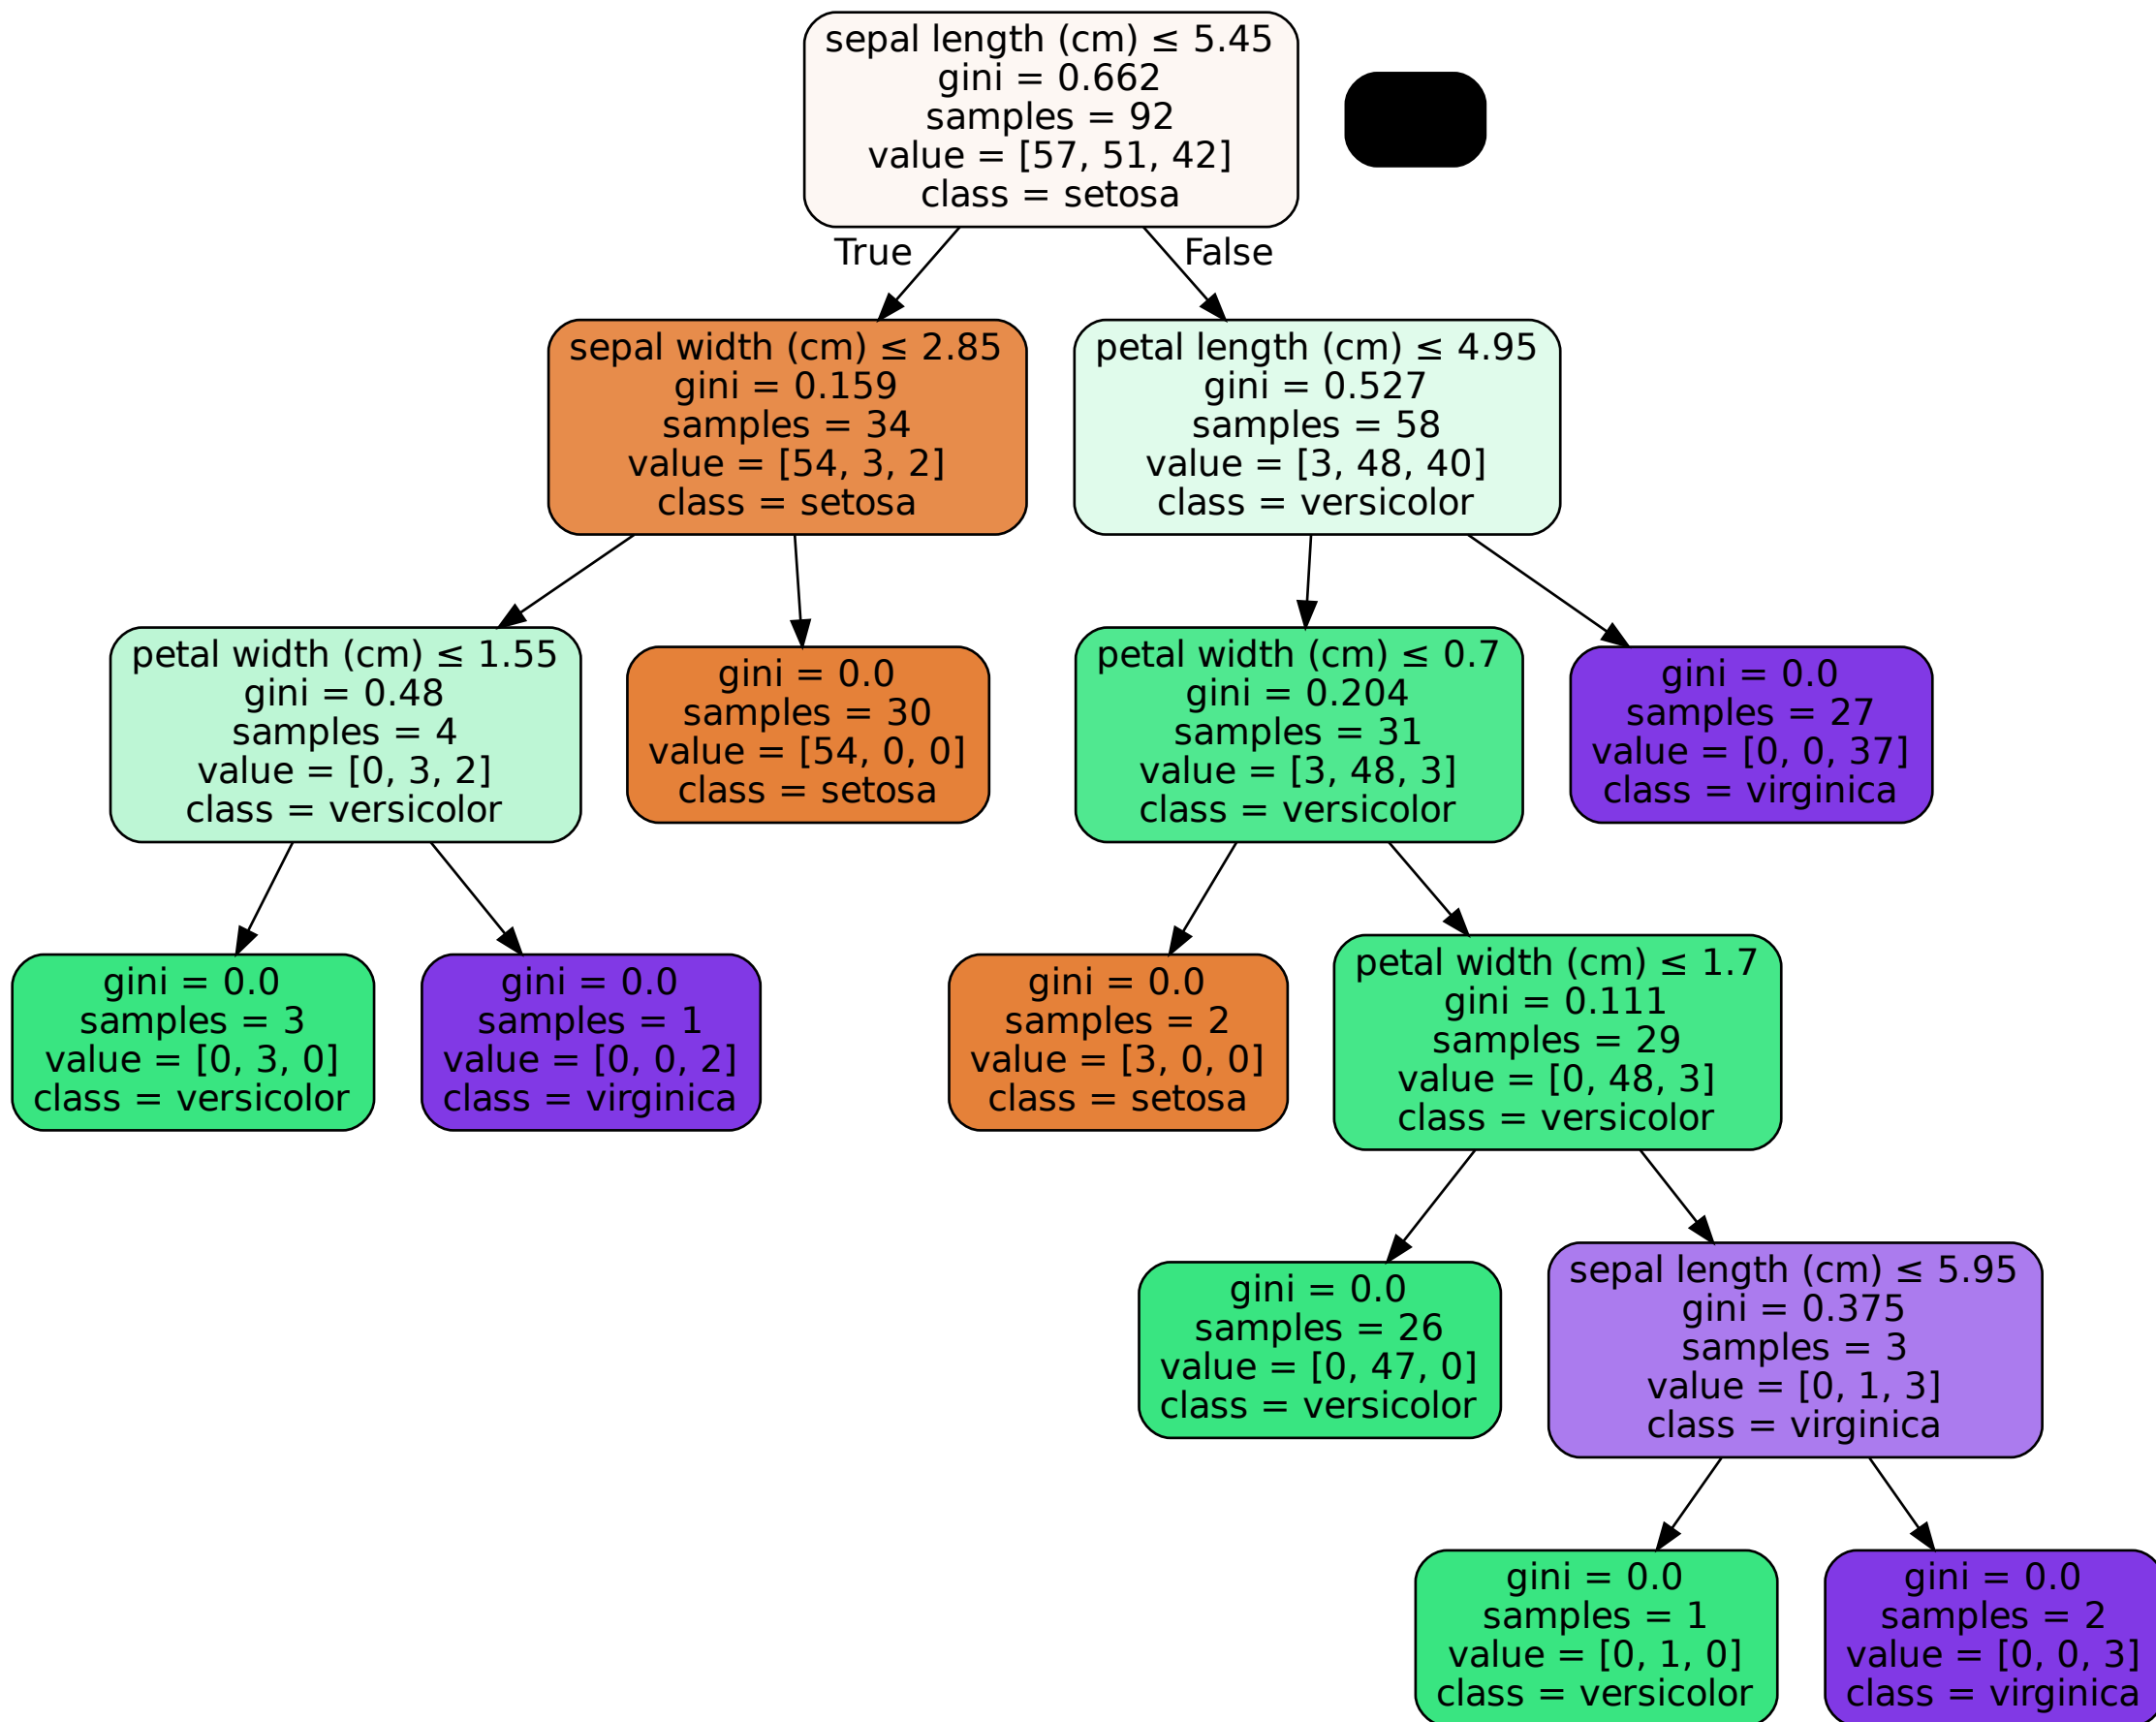 sepal length (cm) ≤ 5.45
gini = 0.662
samples = 92
value = [57, 51, 42]
class = setosa
True
False
sepal width (cm) ≤ 2.85
gini = 0.159
samples = 34
value = [54, 3, 2]
class = setosa
petal length (cm) ≤ 4.95
gini = 0.527
samples = 58
value = [3, 48, 40]
class = versicolor
petal width (cm) ≤ 1.55
gini = 0.48
samples = 4
value = [0, 3, 2]
class = versicolor
gini = 0.0
samples = 30
value = [54, 0, 0]
class = setosa
petal width (cm) ≤ 0.7
gini = 0.204
samples = 31
value = [3, 48, 3]
class = versicolor
gini = 0.0
samples = 27
value = [0, 0, 37]
class = virginica
gini = 0.0
samples = 3
value = [0, 3, 0]
class = versicolor
gini = 0.0
samples = 1
value = [0, 0, 2]
class = virginica
gini = 0.0
samples = 2
value = [3, 0, 0]
class = setosa
petal width (cm) ≤ 1.7
gini = 0.111
samples = 29
value = [0, 48, 3]
class = versicolor
gini = 0.0
samples = 26
value = [0, 47, 0]
class = versicolor
sepal length (cm) ≤ 5.95
gini = 0.375
samples = 3
value = [0, 1, 3]
class = virginica
gini = 0.0
samples = 1
value = [0, 1, 0]
class = versicolor
gini = 0.0
samples = 2
value = [0, 0, 3]
class = virginica